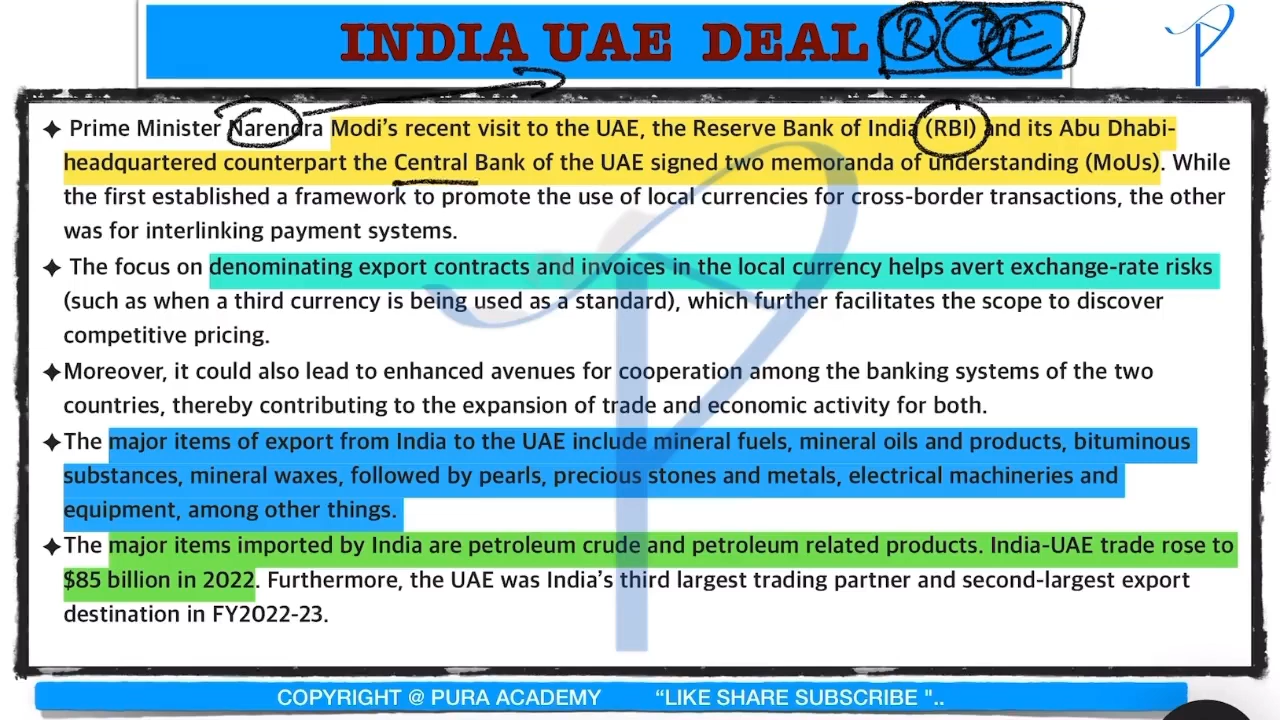 INDIA UAE DEAL R DE
✦ Prime Minister Narendra Modi's recent visit to the UAE, the Reserve Bank of India (RBI) and its Abu Dhabi-
headquartered counterpart the Central Bank of the UAE signed two memoranda of understanding (MoUs). While
the first established a framework to promote the use of local currencies for cross-border transactions, the other
was for interlinking payment systems.
✦ The focus on denominating export contracts and invoices in the local currency helps avert exchange-rate risks
(such as when a third currency is being used as a standard), which further facilitates the scope to discover
competitive pricing.
✦Moreover, it could also lead to enhanced avenues for cooperation among the banking systems of the two
countries, thereby contributing to the expansion of trade and economic activity for both.
✦The major items of export from India to the UAE include mineral fuels, mineral oils and products, bituminous
substances, mineral waxes, followed by pearls, precious stones and metals, electrical machineries and
equipment, among other things.
✦The major items imported by India are petroleum crude and petroleum related products. India-UAE trade rose to
$85 billion in 2022. Furthermore, the UAE was India's third largest trading partner and second-largest export
destination in FY2022-23.
COPYRIGHT @ PURA ACADEMY "LIKE SHARE SUBSCRIBE "..